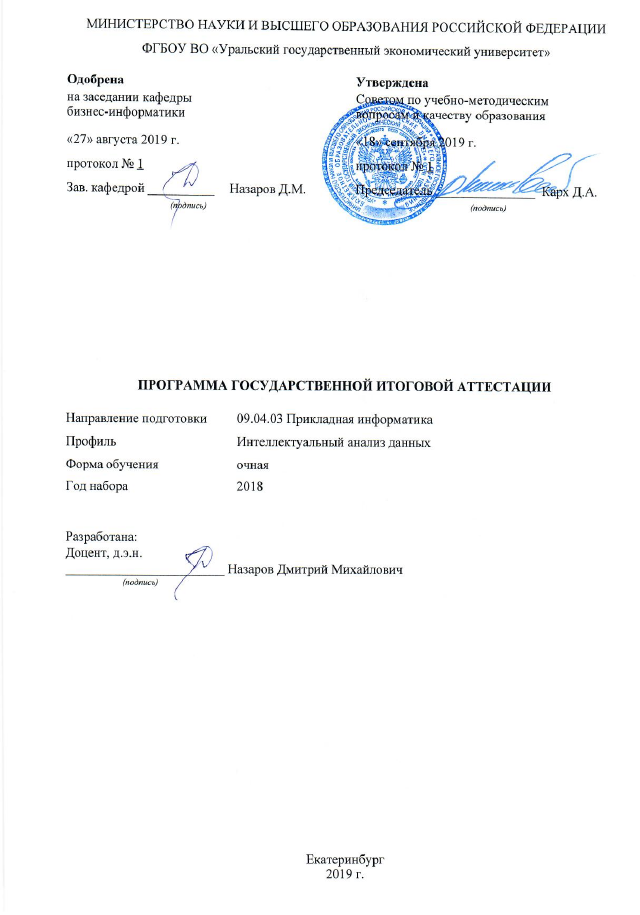 МИНИСТЕРСТВО НАУКИ И ВЫСШЕГО ОБРАЗОВАНИЯ РОССИЙСКОЙ ФЕДЕРАЦИИ
ФГБОУ ВО «Уральский государственный экономический университет»
Одобрена
на заседании кафедры
бизнес-информатики
«27» августа 2019 г.
протокол № 1
Зав. кафедрой Назаров Д.М.
(подпись)
Утверждена
Советом по учебно-методическим
вопросам и качеству образования
«18» сентября 2019 г.
протокол № 1
Председатель Карх Д.А.
(подпись)
ПРОГРАММА ГОСУДАРСТВЕННОЙ ИТОГОВОЙ АТТЕСТАЦИИ
Направление подготовки 09.04.03 Прикладная информатика
Профиль Интеллектуальный анализ данных
Форма обучения очная
Год набора 2018
Разработана:
Доцент, д.э.н.
Назаров Дмитрий Михайлович
(подпись)
Екатеринбург
2019 г.